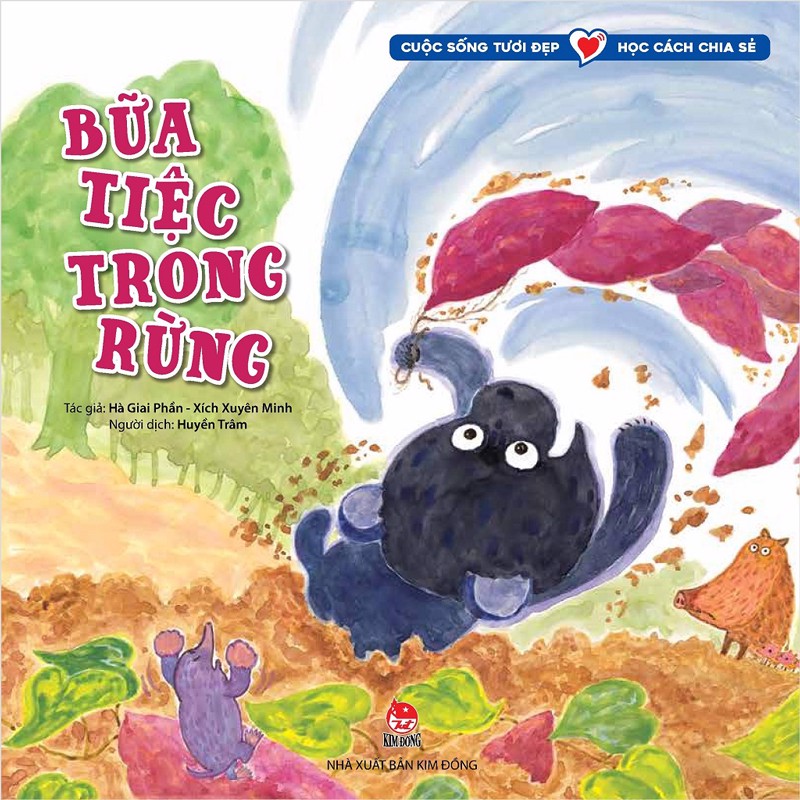 CUỘC SỐNG TƯƠI ĐẸP HỌC CÁCH CHIA SẺ
BỮA
TIỆC
TRONG
RỪNG
Tác giả: Hà Giai Phần - Xích Xuyên Minh
Người dịch: Huyền Trâm
KIM ĐỒNG
NHÀ XUẤT BẢN KIM ĐỒNG